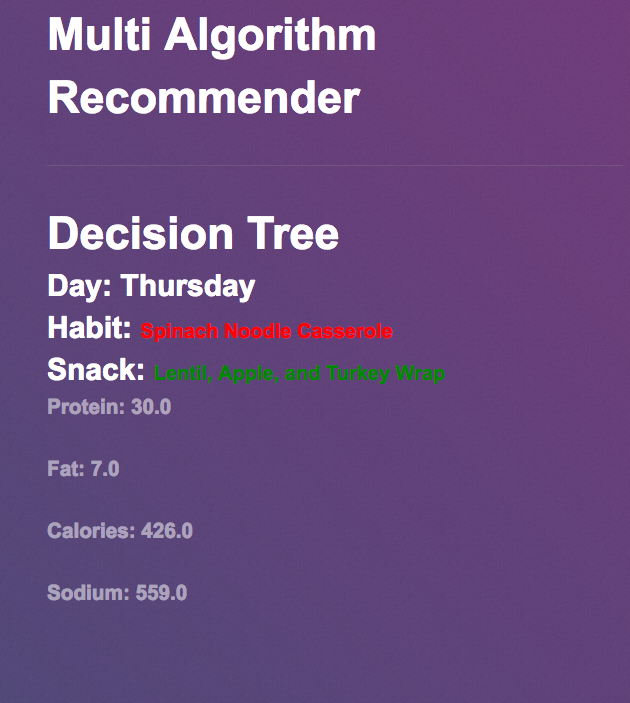 Multi Algorithm
Recommender
Decision Tree
Day: Thursday
Habit: Spinach Noodle Casserole
Snack: Lentil, Apple, and Turkey Wrap
Protein: 30.0
Fat: 7.0
Calories: 426.0
Sodium: 559.0